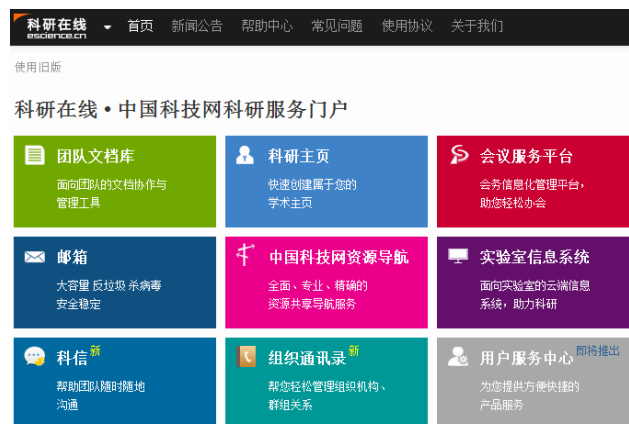 科研在线 首页 新闻公告 帮助中心 常见问题 使用协议 关于我们
escience.cn
使用旧版
科研在线•中国科技网科研服务门户
团队文档库
面向团队的文档协作与
管理工具
科研主页
快速创建属于您的
学术主页
会议服务平台
会务信息化管理平台，
助您轻松办会
邮箱
大容量 反垃圾 杀病毒
安全稳定
中国科技网资源导航
全面、专业、精确的
资源共享导航服务
实验室信息系统
面向实验室的云端信息
系统，助力科研
科信 新
帮助团队随时随地
沟通
组织通讯录 新
帮您轻松管理组织机构、
群组关系
用户服务中心 即将推出
为您提供方便快捷的
产品服务